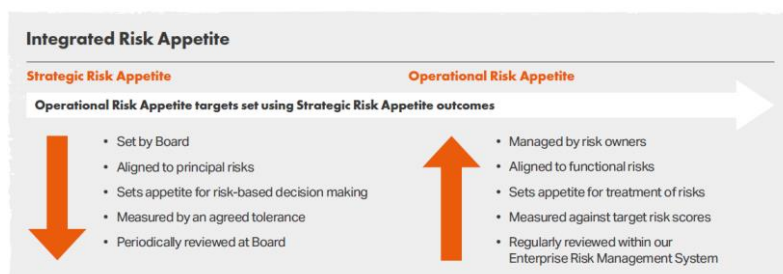 Integrated Risk Appetite
Strategic Risk Appetite
Operational Risk Appetite
Operational Risk Appetite targets set using Strategic Risk Appetite outcomes
• Set by Board
• Aligned to principal risks
• Sets appetite for risk-based decision making
• Measured by an agreed tolerance
• Periodically reviewed at Board
• Managed by risk owners
• Aligned to functional risks
• Sets appetite for treatment of risks
• Measured against target risk scores
• Regularly reviewed within our
Enterprise Risk Management System